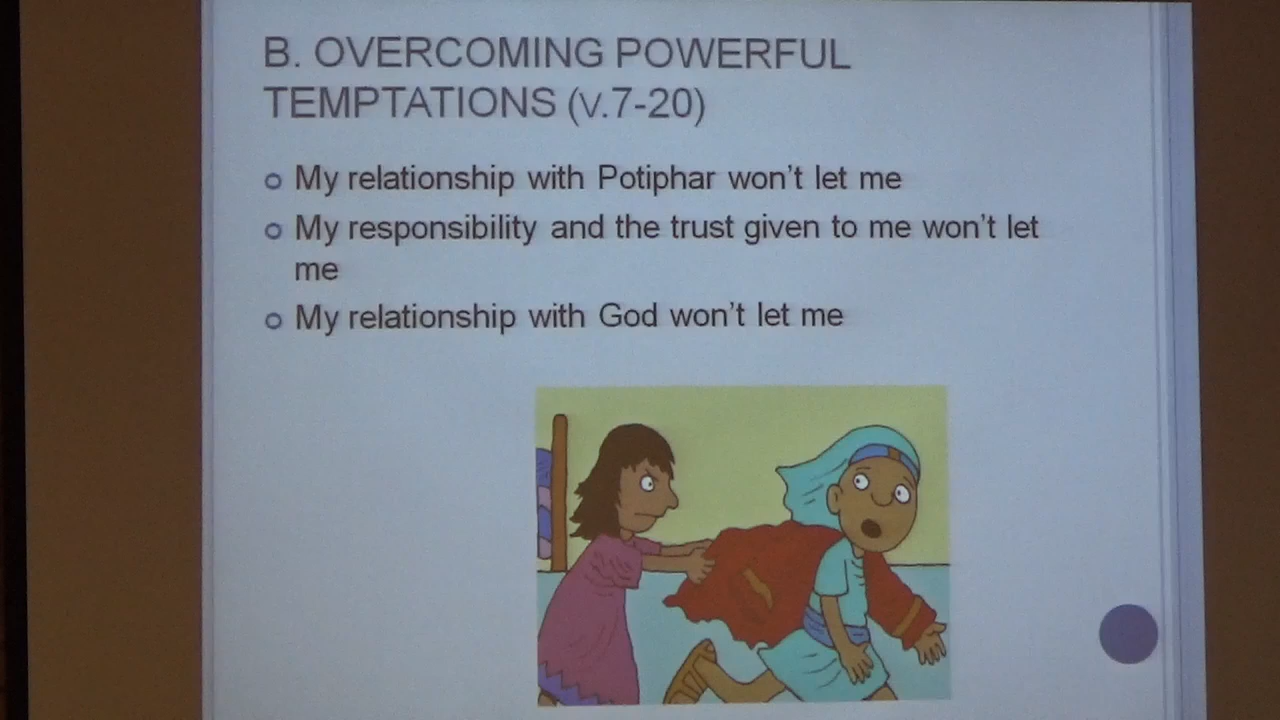 B. OVERCOMING POWERFUL
TEMPTATIONS (V.7-20)
My relationship with Potiphar won't let me
My responsibility and the trust given to me won't let
me
My relationship with God won't let me